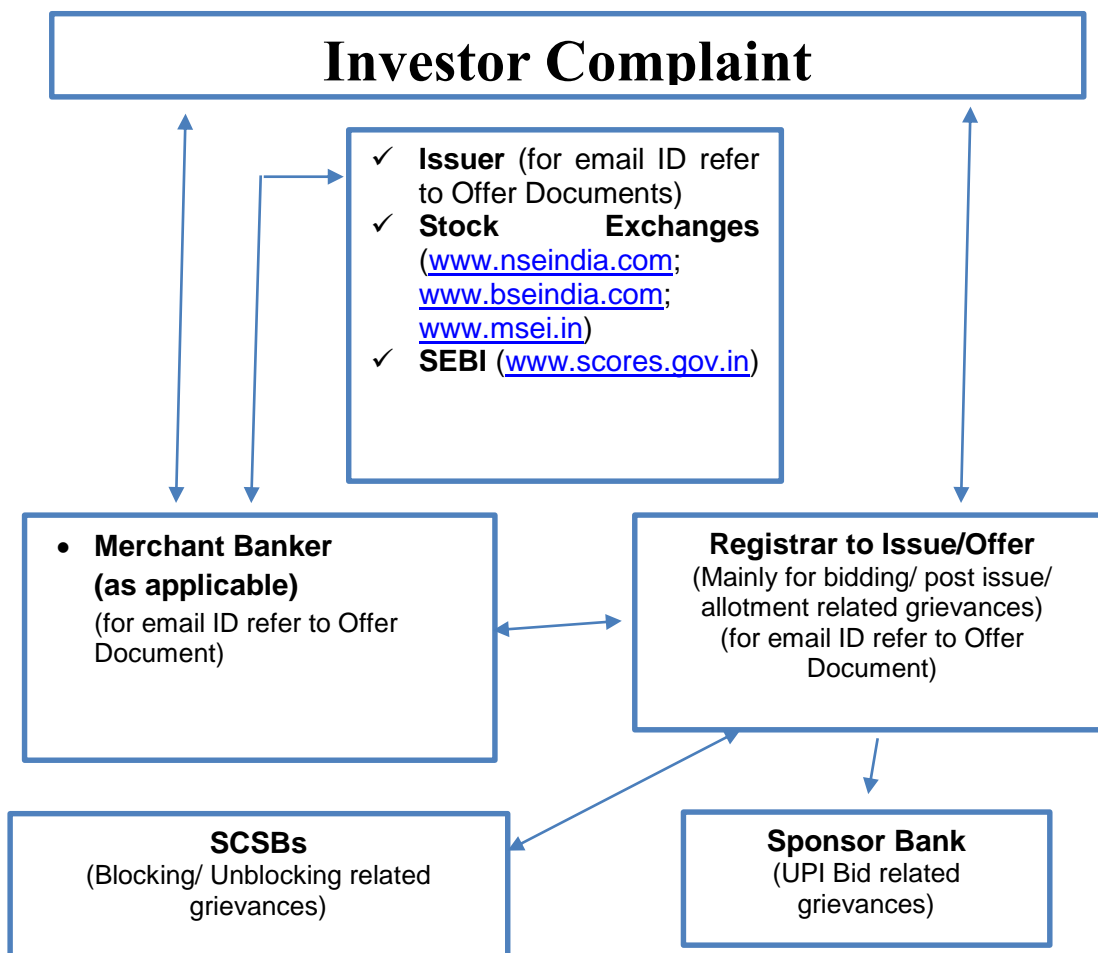 Investor Complaint
✓ Issuer (for email ID refer
to Offer Documents)
✓ Stock Exchanges
(www.nseindia.com;
www.bseindia.com;
www.msei.in)
✓ SEBI (www.scores.gov.in)
• Merchant Banker
(as applicable)
(for email ID refer to Offer
Document)
Registrar to Issue/Offer
(Mainly for bidding/ post issue/
allotment related grievances)
(for email ID refer to Offer
Document)
SCSBs
(Blocking/ Unblocking related
grievances)
Sponsor Bank
(UPI Bid related
grievances)